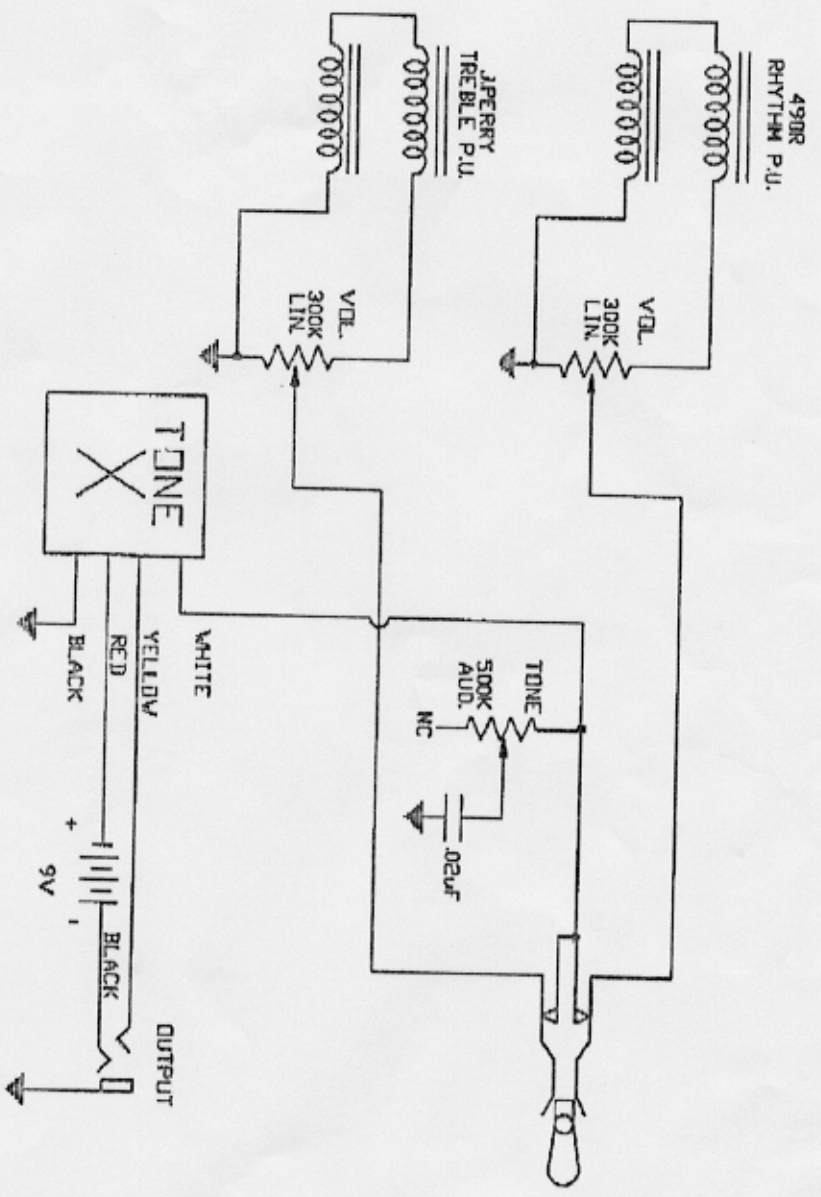 490R
RHYTHM P.U.
J.PERRY
TREBLE P.U.
VOL.
300K
LIN.
VOL.
300K
LIN.
TONE
X
WHITE
YELLOW
RED
BLACK
TONE
500K
AUD.
NC
.02uF
+
9V
-
BLACK
OUTPUT